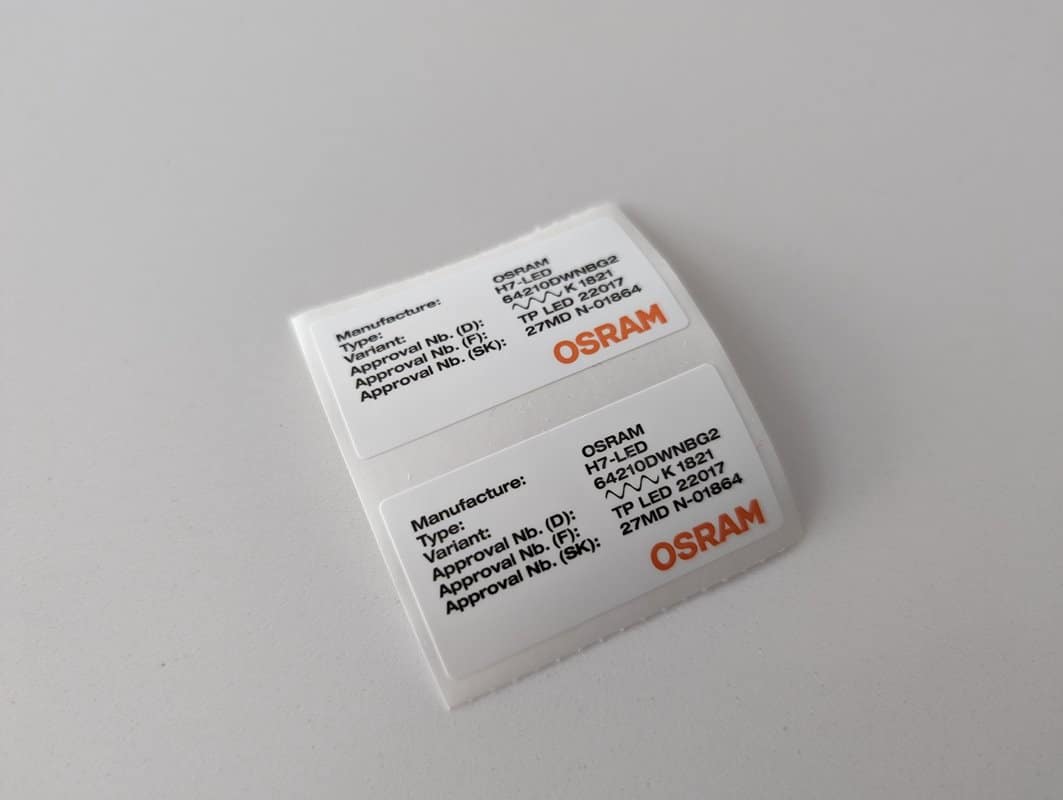 Manufacture: OSRAM
Type: H7-LED
Variant: 64210DWNBG2
Approval Nb. (D): K 1821
Approval Nb. (F): TP LED 22017
Approval Nb. (SK): 27MD N-01864
OSRAM
Manufacture: OSRAM
Type: H7-LED
Variant: 64210DWNBG2
Approval Nb. (D): K 1821
Approval Nb. (F): TP LED 22017
Approval Nb. (SK): 27MD N-01864
OSRAM